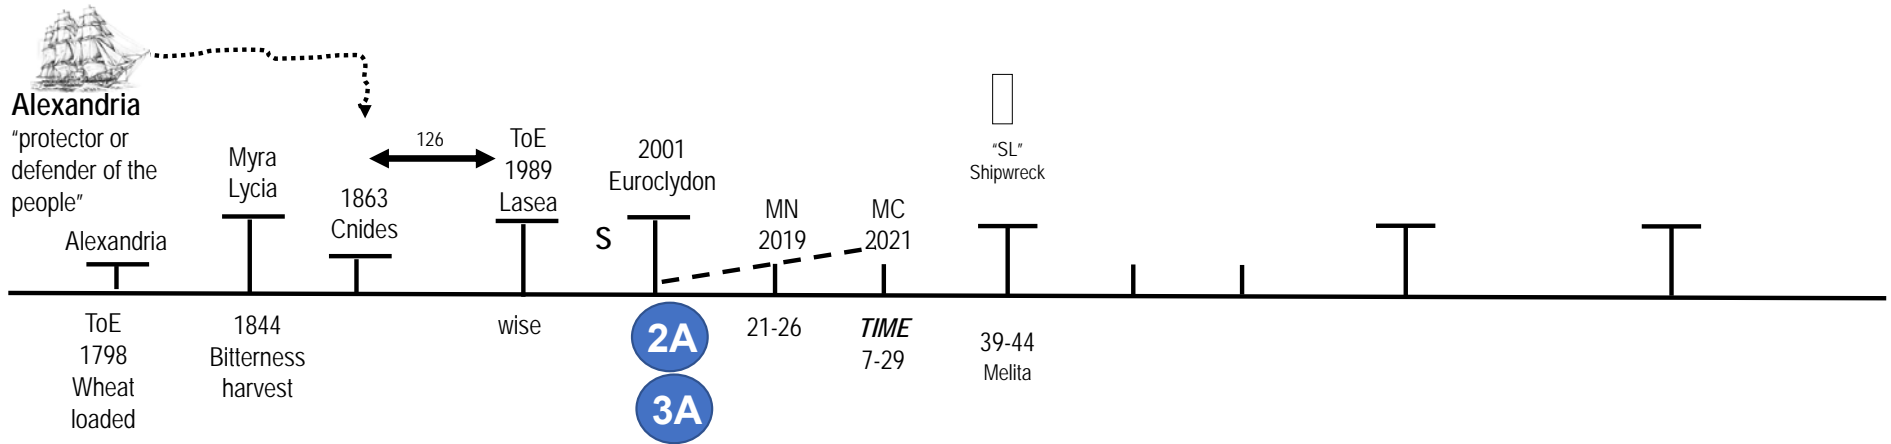 Alexandria
"protector or
defender of the
people"
Alexandria
ToE
1798
Wheat
loaded
Myra
Lycia
1844
Bitterness
harvest
1863
Cnides
126
ToE
1989
Lasea
wise
S
2001
Euroclydon
2A
3A
MN
2019
21-26
MC
2021
TIME
7-29
"SL"
Shipwreck
39-44
Melita